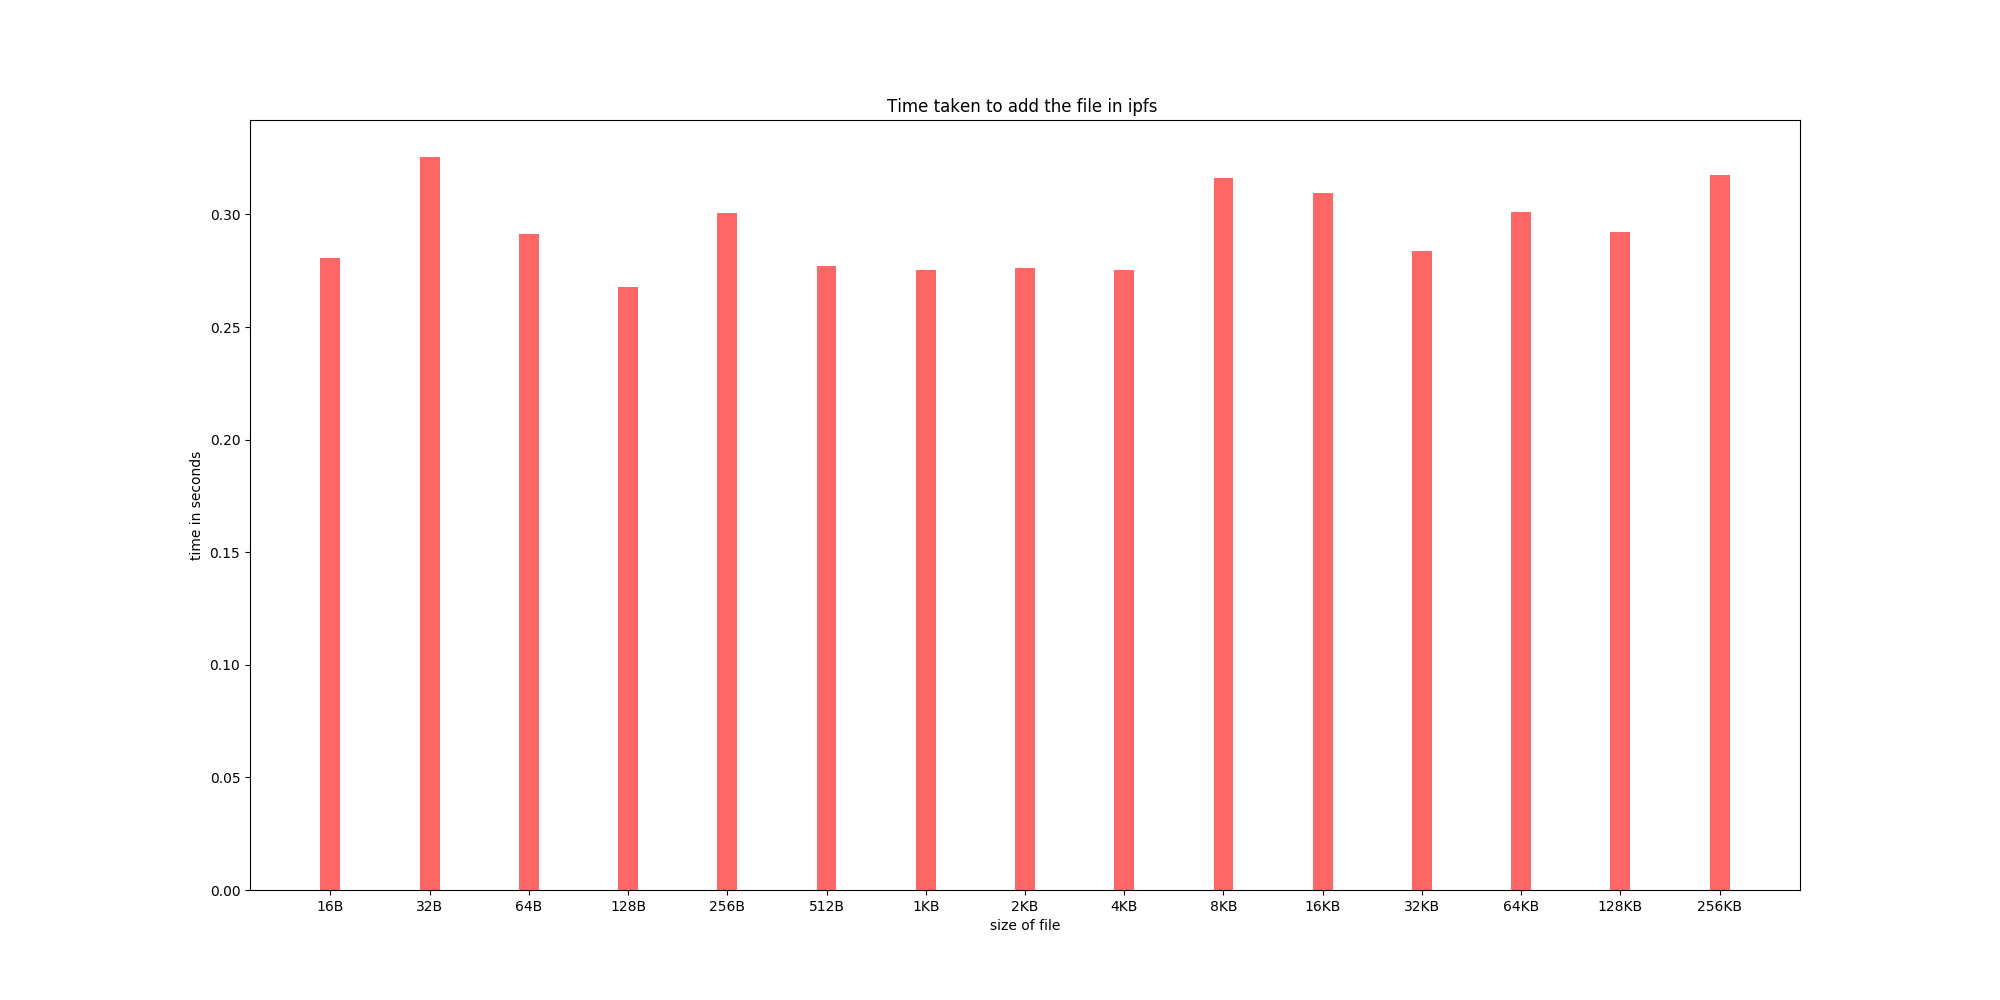 Time taken to add the file in ipfs
time in seconds
0.30
0.25
0.20
0.15
0.10
0.05
0.00
16B 32B 64B 128B 256B 512B 1KB 2KB 4KB 8KB 16KB 32KB 64KB 128KB 256KB
size of file